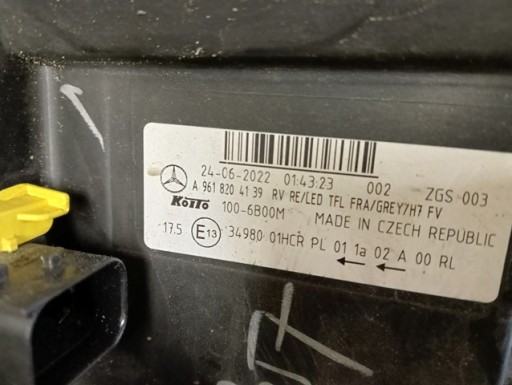 24-06-2022 01:43:23 002 ZGS 003
A 961 820 41 39 RV RE/LED TFL FRA/GREY/H7 FV
Koito 100-6B00M MADE IN CZECH REPUBLIC
17.5 E13 34980 01HCR PL 01 1a 02 A 00 RL